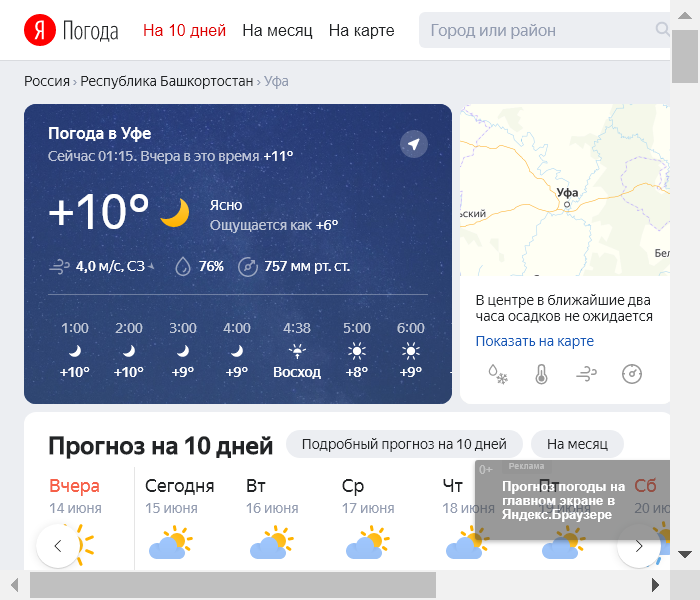 Я Погода
На 10 дней На месяц На карте
Город или район
Россия › Республика Башкортостан › Уфа
Погода в Уфе
Сейчас 01:15. Вчера в это время +11°
+10°
Ясно
Ощущается как +6°
4,0 м/с, СЗ 76% 757 мм рт. ст.
1:00 2:00 3:00 4:00 4:38 5:00 6:00
+10° +10° +9° +9° Восход +8° +9°
Уфа
ьский
Бел
В центре в ближайшие два
часа осадков не ожидается
Показать на карте
Прогноз на 10 дней
Подробный прогноз на 10 дней
На месяц
Вчера Сегодня Вт Ср Чт Пт Сб
14 июня 15 июня 16 июня 17 июня 18 июня 19 июня 20 ию
0+ Реклама
Прогноз погоды на
главном экране в
Яндекс.Браузере